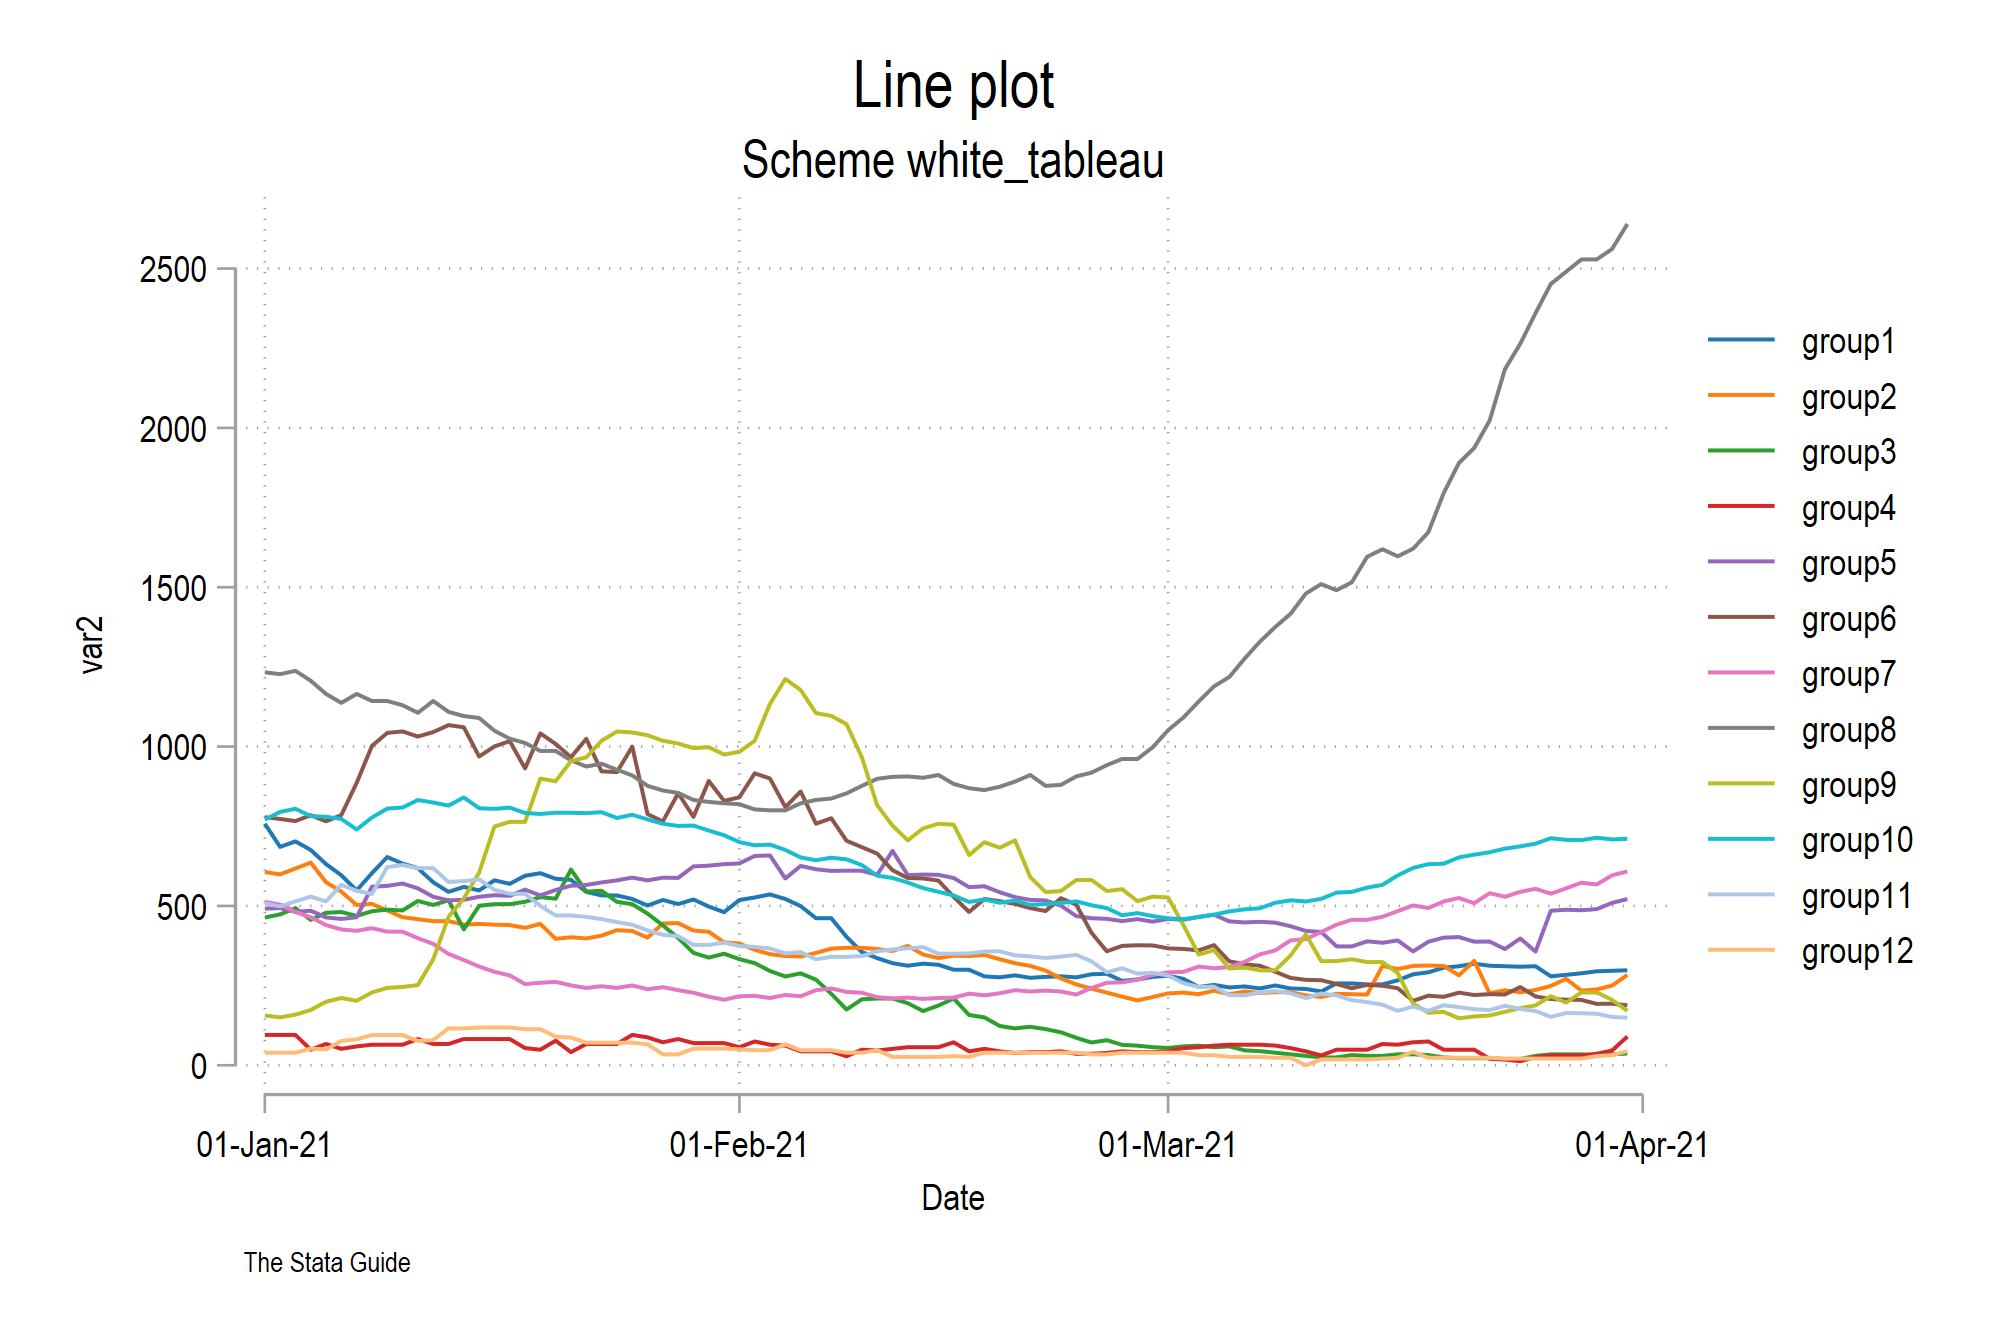 Line plot
Scheme white_tableau
var2
2500
2000
1500
1000
500
0
01-Jan-21
01-Feb-21
01-Mar-21
01-Apr-21
Date
group1
group2
group3
group4
group5
group6
group7
group8
group9
group10
group11
group12
The Stata Guide